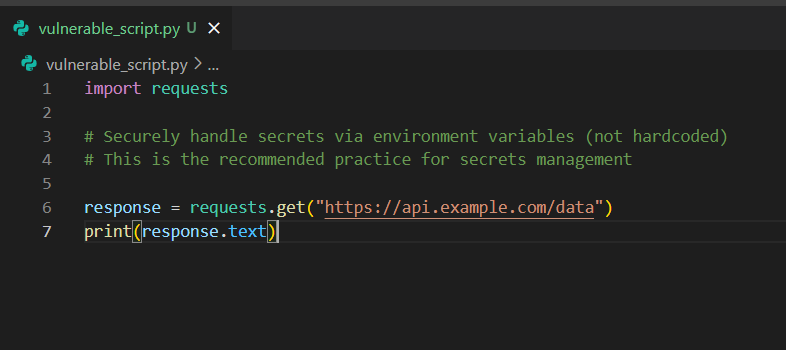 vulnerable_script.py U ×
vulnerable_script.py > ...
1 import requests
2
3 # Securely handle secrets via environment variables (not hardcoded)
4 # This is the recommended practice for secrets management
5
6 response = requests.get("https://api.example.com/data")
7 print(response.text)